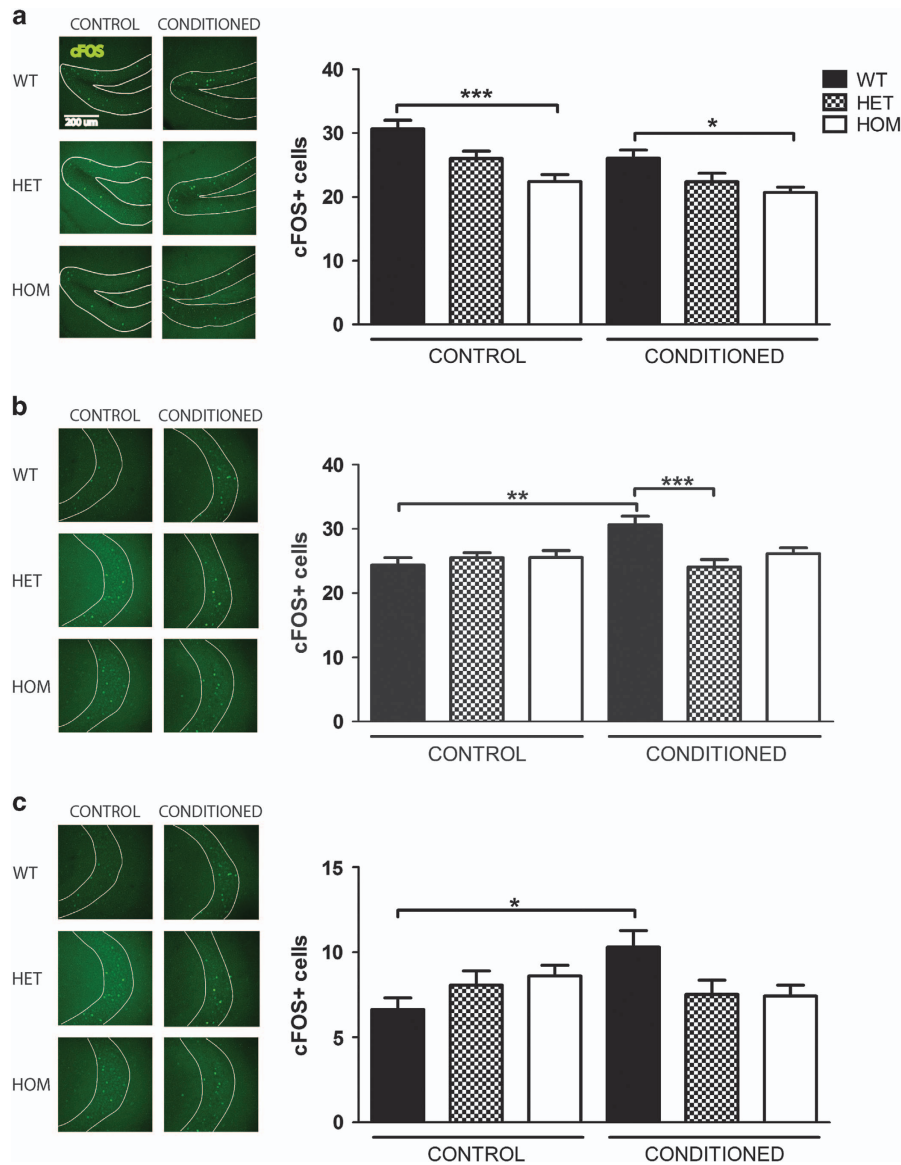 a
CONTROL CONDITIONED
cFOS
WT
200 um
HET
HOM
cFOS+ cells
40
30
20
10
0
***
*
WT
HET
HOM
CONTROL CONDITIONED
b
CONTROL CONDITIONED
WT
HET
HOM
cFOS+ cells
40
30
20
10
0
**
***
CONTROL CONDITIONED
c
CONTROL CONDITIONED
WT
HET
HOM
cFOS+ cells
15
10
5
0
*
CONTROL CONDITIONED